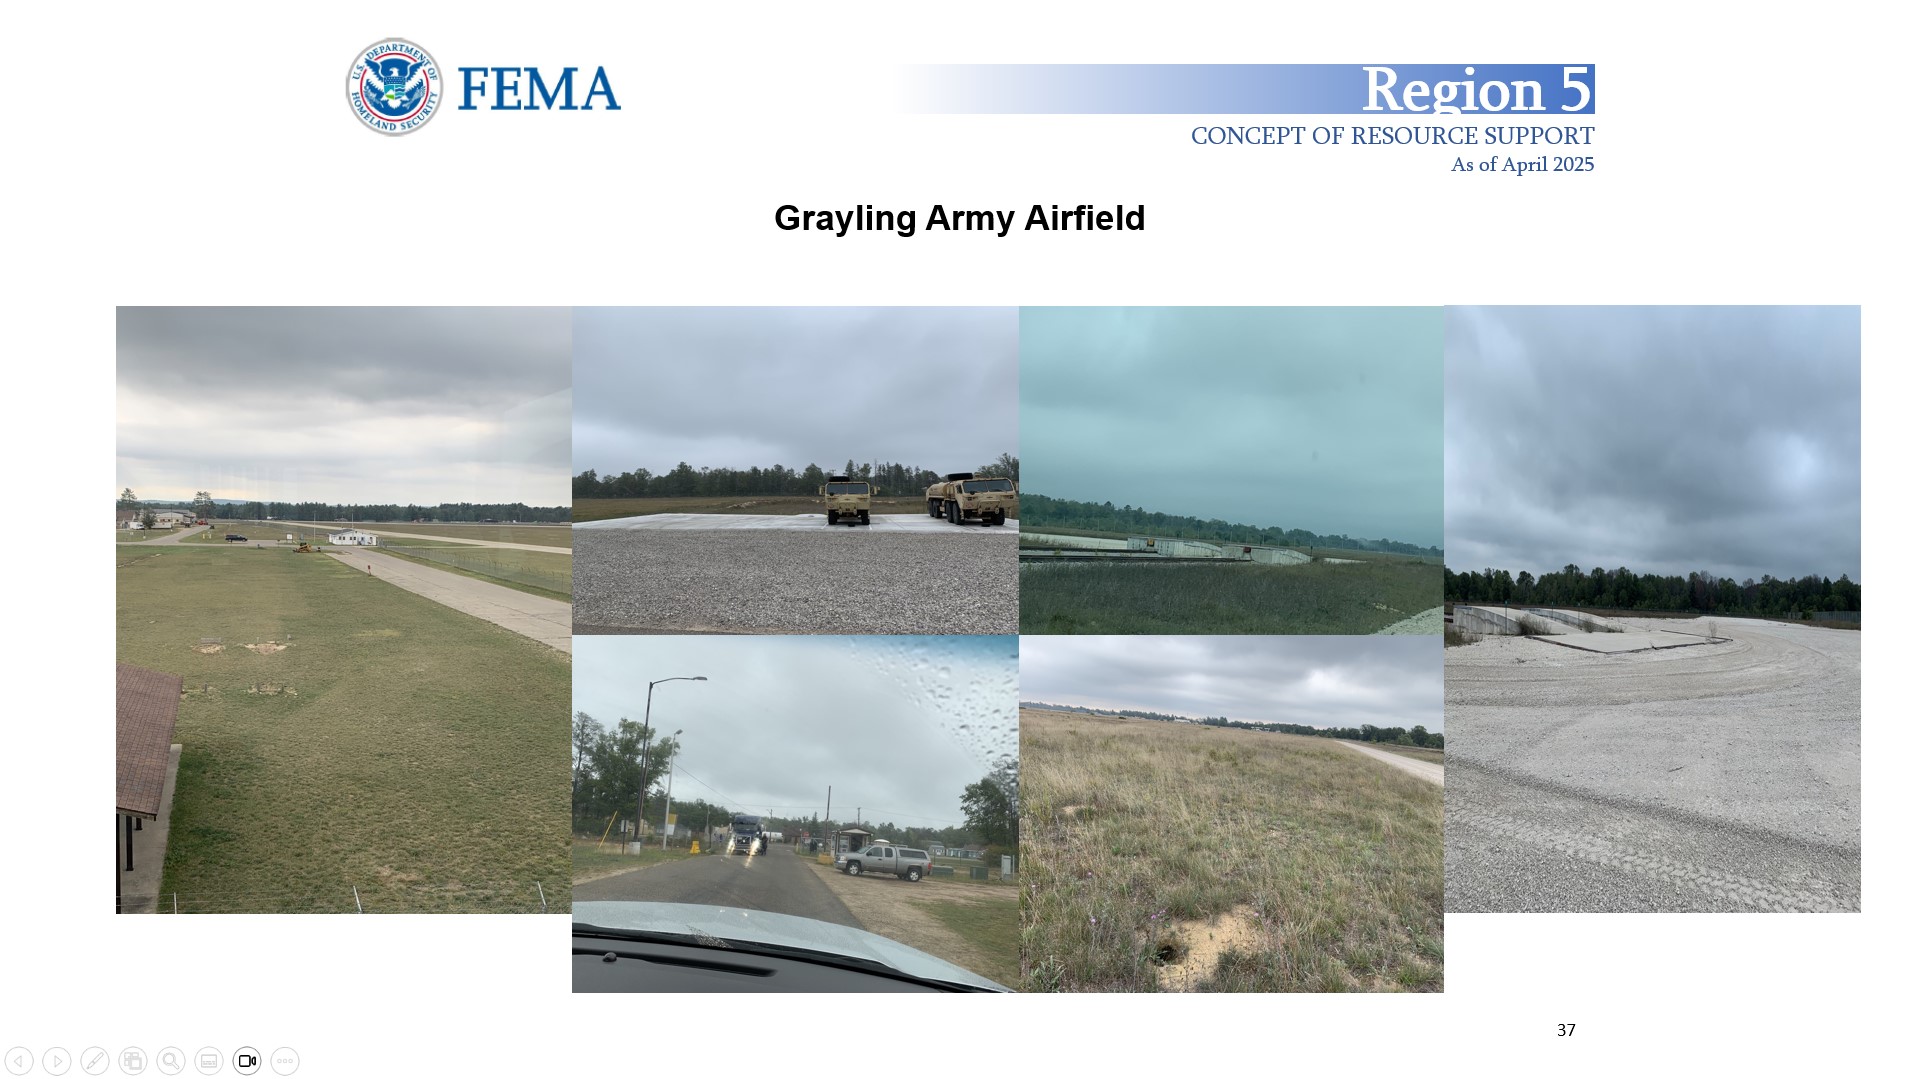 U.S. DEPARTMENT OF
HOMELAND SECURITY
FEMA
Region 5
CONCEPT OF RESOURCE SUPPORT
As of April 2025
Grayling Army Airfield
37